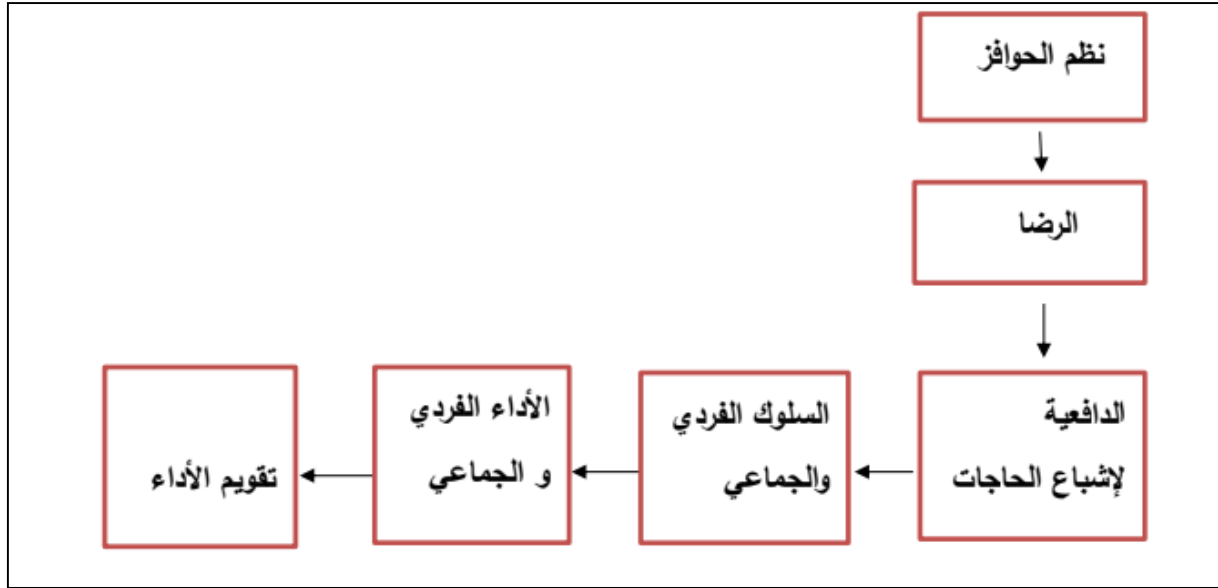 نظم الحوافز
الرضا
الدافعية
لإشباع الحاجات
السلوك الفردي
والجماعي
الأداء الفردي
و الجماعي
تقويم الأداء